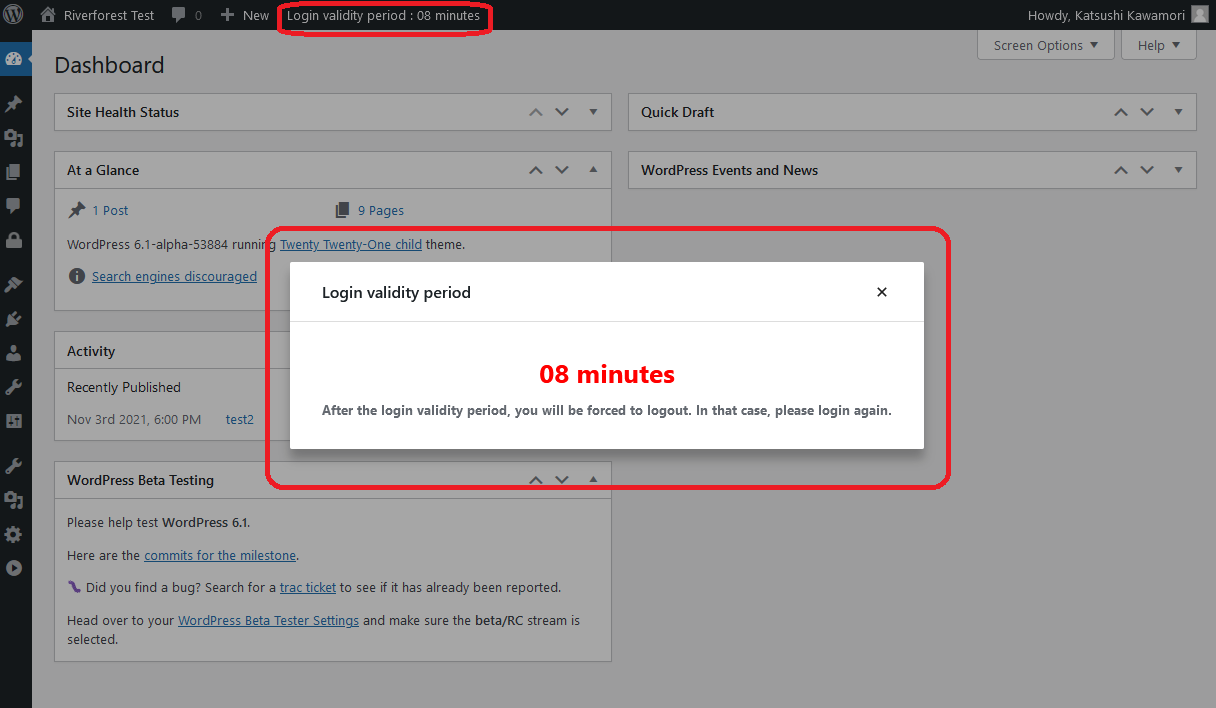 Riverforest Test 0 New Login validity period : 08 minutes Howdy, Katsushi Kawamori
Screen Options Help
Dashboard
Site Health Status
Quick Draft
At a Glance
WordPress Events and News
1 Post 9 Pages
WordPress 6.1-alpha-53884 running Twenty Twenty-One child theme.
Search engines discouraged
Login validity period
08 minutes
After the login validity period, you will be forced to logout. In that case, please login again.
Activity
Recently Published
Nov 3rd 2021, 6:00 PM test2
WordPress Beta Testing
Please help test WordPress 6.1.
Here are the commits for the milestone.
Did you find a bug? Search for a trac ticket to see if it has already been reported.
Head over to your WordPress Beta Tester Settings and make sure the beta/RC stream is
selected.